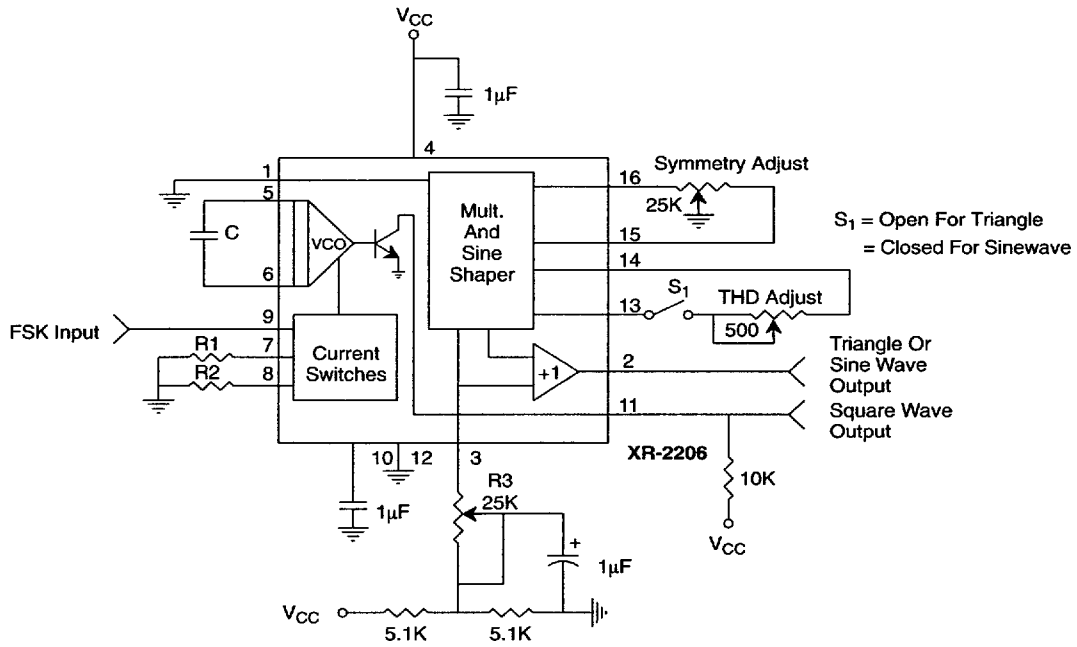 VCC
1µF
4
1
5
C
6
VCO
Mult.
And
Sine
Shaper
16
Symmetry Adjust
25K
15
14
S1 = Open For Triangle
= Closed For Sinewave
13
S1
THD Adjust
500
FSK Input
9
7
R1
8
R2
Current
Switches
+1
2
Triangle Or
Sine Wave
Output
11
Square Wave
Output
XR-2206
10
12
3
1µF
R3
25K
10K
VCC
+
1µF
VCC
5.1K
5.1K